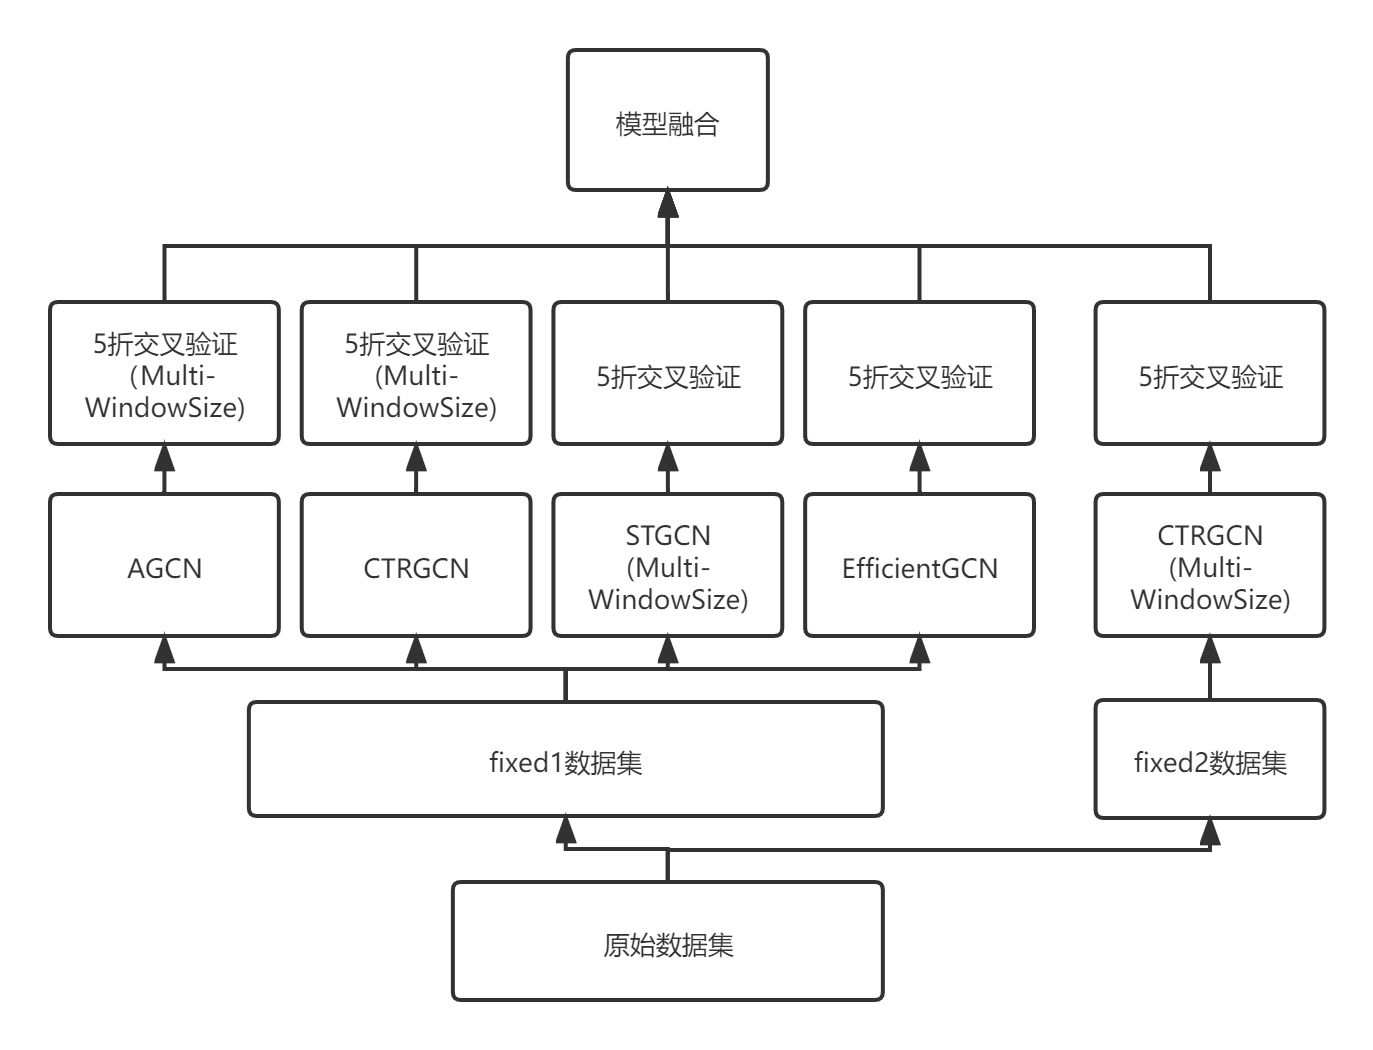 模型融合
5折交叉验证
（Multi-
WindowSize)
5折交叉验证
(Multi-
WindowSize)
5折交叉验证
5折交叉验证
5折交叉验证
AGCN
CTRGCN
STGCN
(Multi-
WindowSize)
EfficientGCN
CTRGCN
(Multi-
WindowSize)
fixed1数据集
fixed2数据集
原始数据集